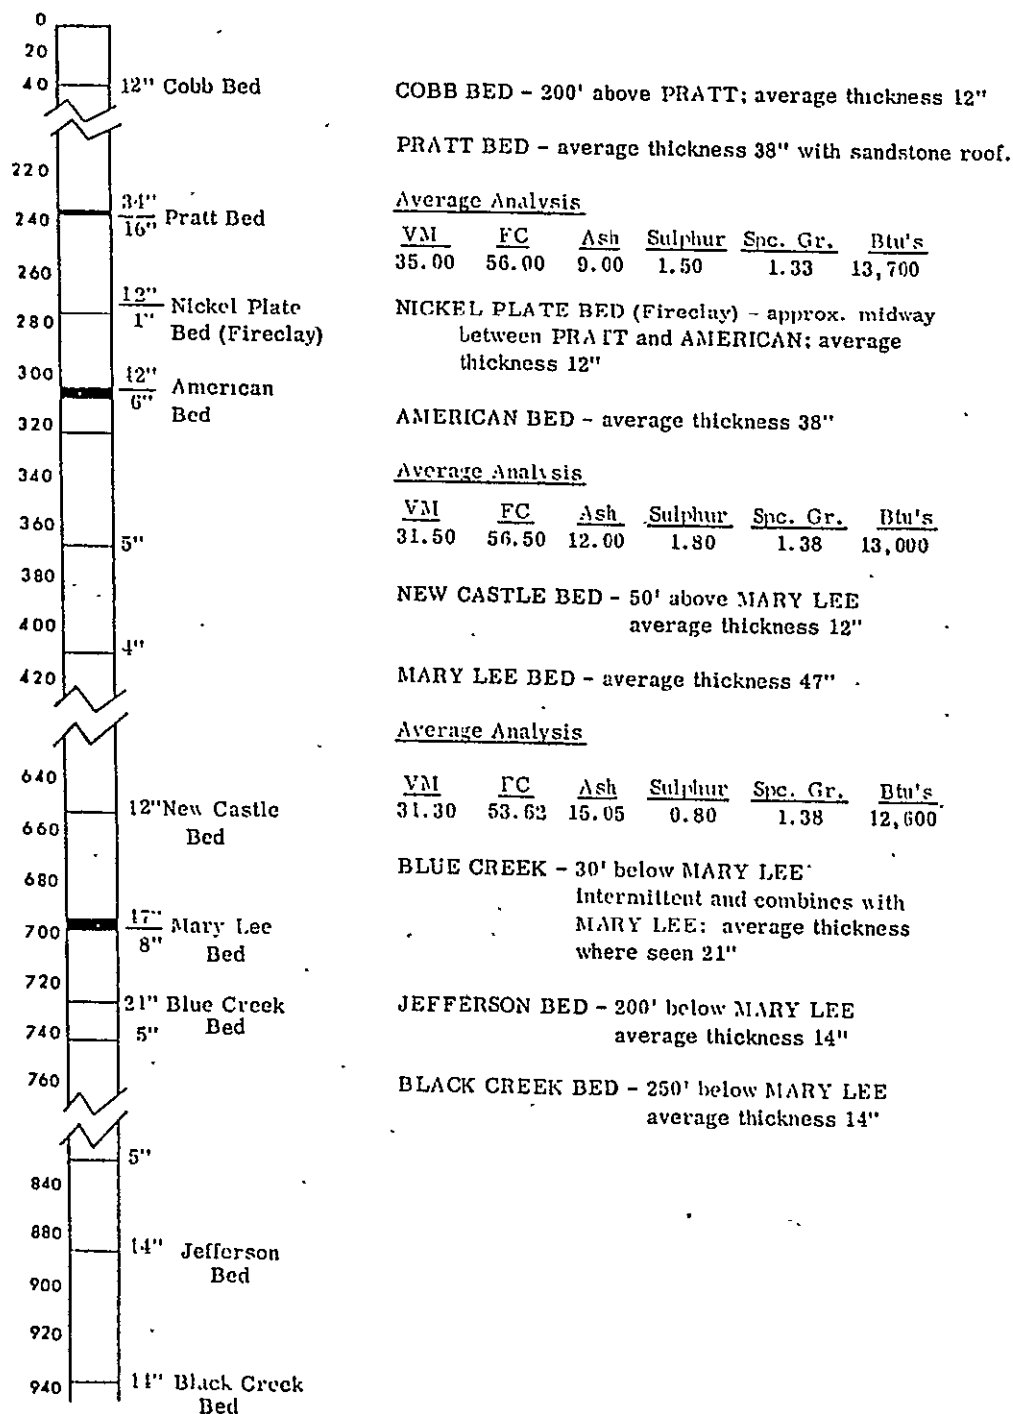 0
20
40
12" Cobb Bed
220
240
34"
16" Pratt Bed
260
280
12"
1" Nickel Plate
Bed (Fireclay)
300
42"
6" American
Bed
320
340
360
5"
380
400
4"
420
640
12" New Castle
Bed
660
680
700
47"
8" Mary Lee
Bed
720
21" Blue Creek
Bed
740
5"
760
5"
840
880
14" Jefferson
Bed
900
920
940
14" Black Creek
Bed
COBB BED - 200' above PRATT; average thickness 12"
PRATT BED - average thickness 38" with sandstone roof.
Average Analysis
VM FC Ash Sulphur Spc. Gr. Btu's
35.00 56.00 9.00 1.50 1.33 13,700
NICKEL PLATE BED (Fireclay) - approx. midway
between PRATT and AMERICAN; average
thickness 12"
AMERICAN BED - average thickness 38"
Average Analysis
VM FC Ash Sulphur Spc. Gr. Btu's
31.50 56.50 12.00 1.80 1.38 13,000
NEW CASTLE BED - 50' above MARY LEE
average thickness 12"
MARY LEE BED - average thickness 47"
Average Analysis
VM FC Ash Sulphur Spc. Gr. Btu's
31.30 53.62 15.05 0.80 1.38 12,600
BLUE CREEK - 30' below MARY LEE
Intermittent and combines with
MARY LEE: average thickness
where seen 21"
JEFFERSON BED - 200' below MARY LEE
average thickness 14"
BLACK CREEK BED - 250' below MARY LEE
average thickness 14"